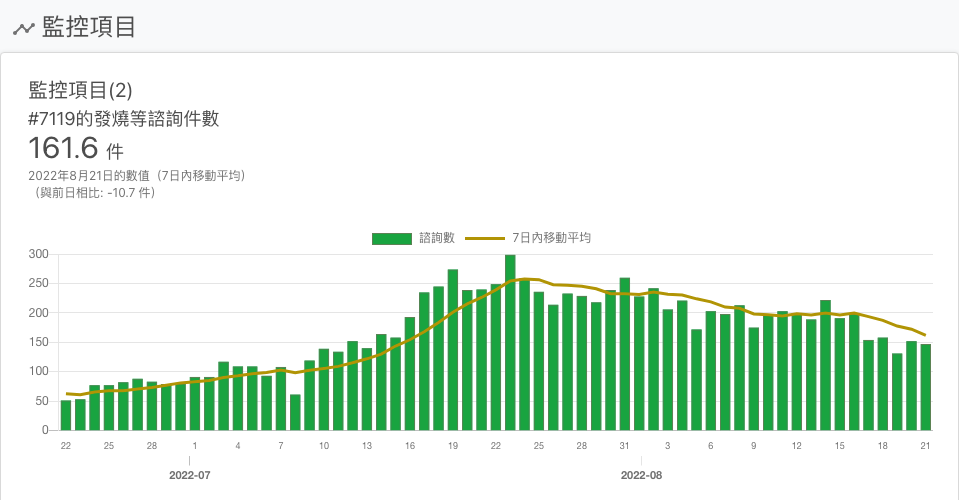 監控項目
監控項目(2)
#7119的發燒等諮詢件數
161.6 件
2022年8月21日的數值（7日內移動平均）
（與前日相比: -10.7 件）
諮詢數 7日內移動平均
300
250
200
150
100
50
0
22 25 28 1 4 7 10 13 16 19 22 25 28 31 3 6 9 12 15 18 21
2022-07 2022-08